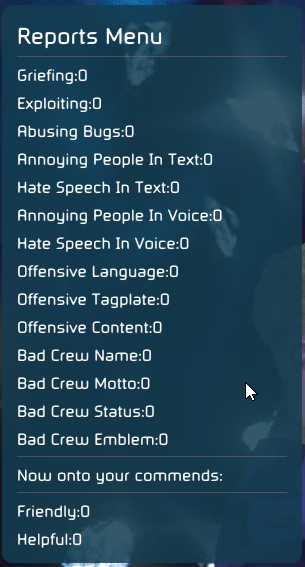 Reports Menu
Griefing:0
Exploiting:0
Abusing Bugs:0
Annoying People In Text:0
Hate Speech In Text:0
Annoying People In Voice:0
Hate Speech In Voice:0
Offensive Language:0
Offensive Tagplate:0
Offensive Content:0
Bad Crew Name:0
Bad Crew Motto:0
Bad Crew Status:0
Bad Crew Emblem:0
Now onto your commends:
Friendly:0
Helpful:0